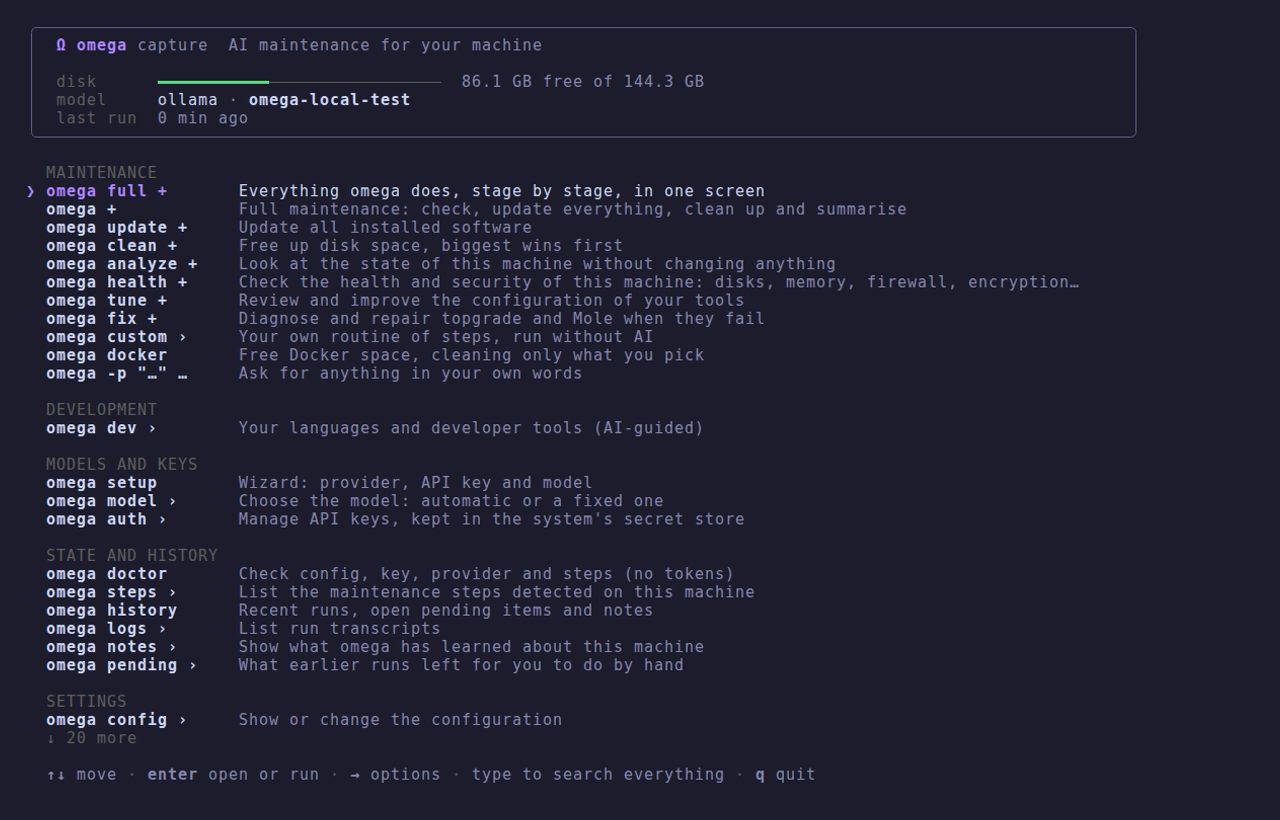 Ω omega capture  AI maintenance for your machine
disk  86.1 GB free of 144.3 GB
model  ollama · omega-local-test
last run  0 min ago
MAINTENANCE
❯ omega full +  Everything omega does, stage by stage, in one screen
omega +  Full maintenance: check, update everything, clean up and summarise
omega update +  Update all installed software
omega clean +  Free up disk space, biggest wins first
omega analyze +  Look at the state of this machine without changing anything
omega health +  Check the health and security of this machine: disks, memory, firewall, encryption…
omega tune +  Review and improve the configuration of your tools
omega fix +  Diagnose and repair topgrade and Mole when they fail
omega custom ›  Your own routine of steps, run without AI
omega docker  Free Docker space, cleaning only what you pick
omega -p "…" …  Ask for anything in your own words
DEVELOPMENT
omega dev ›  Your languages and developer tools (AI-guided)
MODELS AND KEYS
omega setup  Wizard: provider, API key and model
omega model ›  Choose the model: automatic or a fixed one
omega auth ›  Manage API keys, kept in the system's secret store
STATE AND HISTORY
omega doctor  Check config, key, provider and steps (no tokens)
omega steps ›  List the maintenance steps detected on this machine
omega history  Recent runs, open pending items and notes
omega logs ›  List run transcripts
omega notes ›  Show what omega has learned about this machine
omega pending ›  What earlier runs left for you to do by hand
SETTINGS
omega config ›  Show or change the configuration
↓ 20 more
↑↓ move · enter open or run · → options · type to search everything · q quit